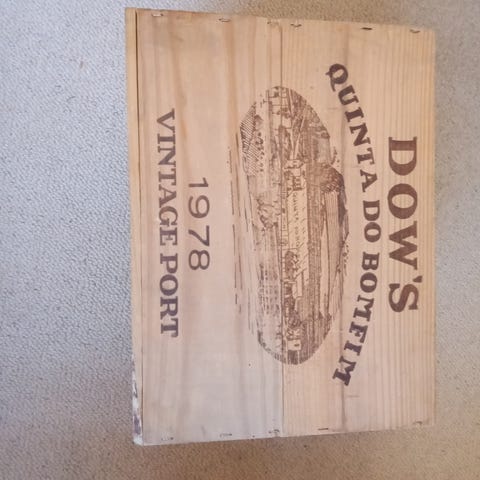 DOW'S
QUINTA DO BOMFIM
1978
VINTAGE PORT